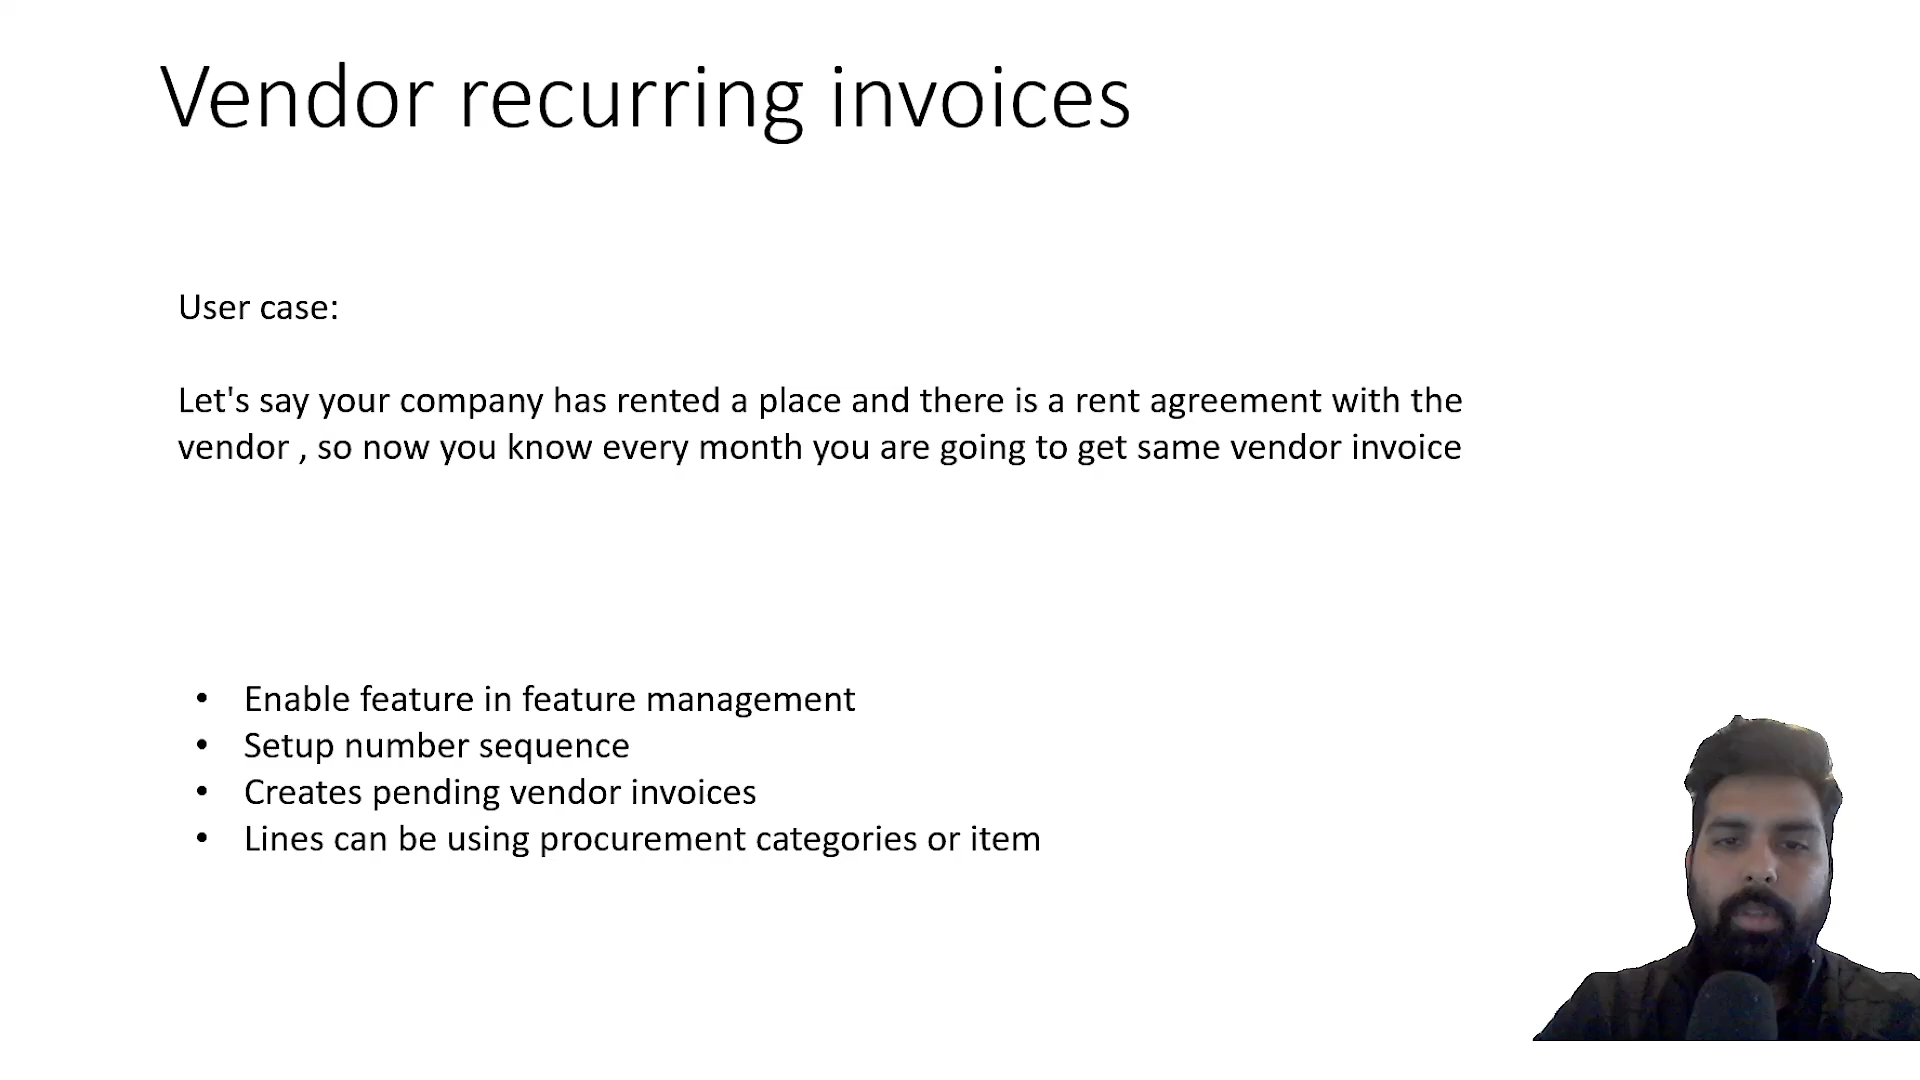 Vendor recurring invoices
User case:
Let's say your company has rented a place and there is a rent agreement with the
vendor , so now you know every month you are going to get same vendor invoice
• Enable feature in feature management
• Setup number sequence
• Creates pending vendor invoices
• Lines can be using procurement categories or item